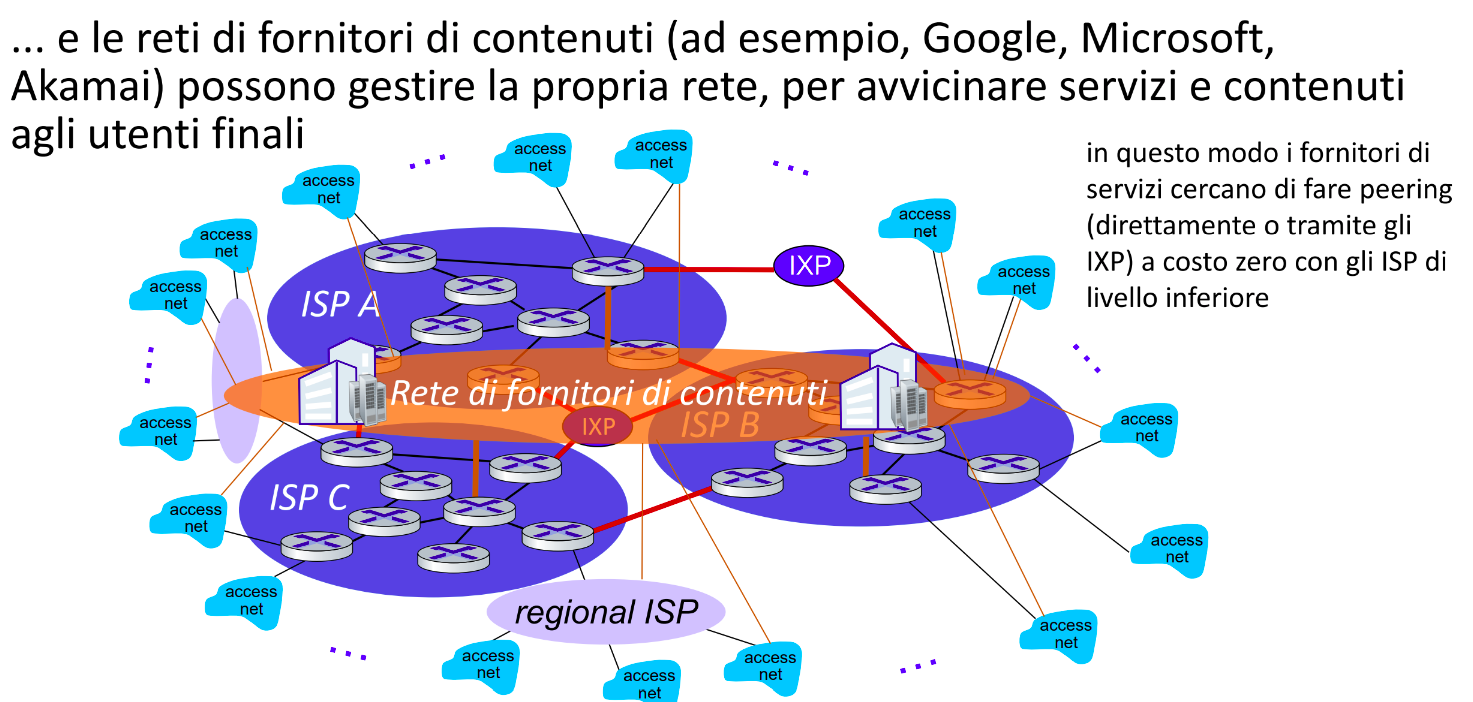 ... e le reti di fornitori di contenuti (ad esempio, Google, Microsoft,
Akamai) possono gestire la propria rete, per avvicinare servizi e contenuti
agli utenti finali
in questo modo i fornitori di
servizi cercano di fare peering
(direttamente o tramite gli
IXP) a costo zero con gli ISP di
livello inferiore
access
net
access
net
access
net
access
net
access
net
access
net
access
net
IXP
ISP A
Rete di fornitori di contenuti
IXP
ISP B
access
net
access
net
ISP C
access
net
access
net
access
net
regional ISP
access
net
access
net
access
net
access
net